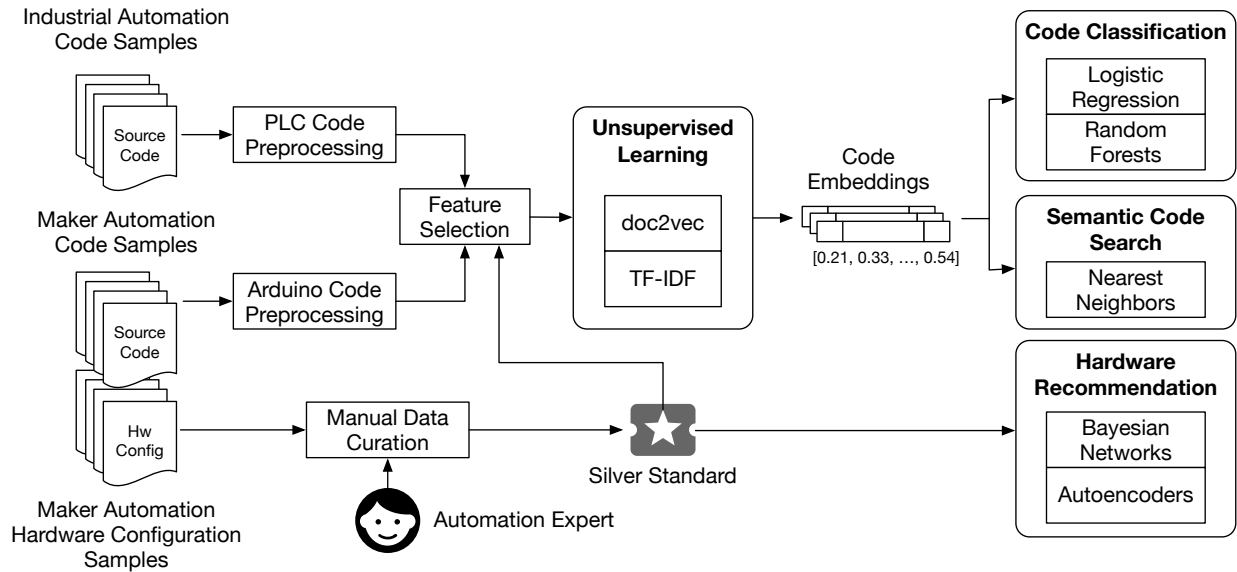 Industrial Automation
Code Samples
Source
Code
PLC Code
Preprocessing
Maker Automation
Code Samples
Source
Code
Arduino Code
Preprocessing
Feature
Selection
Unsupervised
Learning
doc2vec
TF-IDF
Code
Embeddings
[0.21, 0.33, ..., 0.54]
Code Classification
Logistic
Regression
Random
Forests
Semantic Code
Search
Nearest
Neighbors
Hw
Config
Maker Automation
Hardware Configuration
Samples
Manual Data
Curation
Automation Expert
Silver Standard
Hardware
Recommendation
Bayesian
Networks
Autoencoders